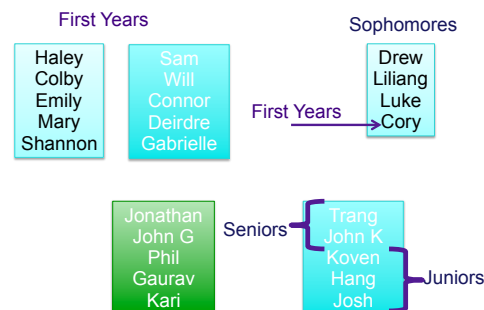 First Years
Sophomores
Haley
Colby
Emily
Mary
Shannon
Sam
Will
Connor
Deirdre
Gabrielle
First Years
Drew
Liliang
Luke
Cory
Jonathan
John G
Phil
Gaurav
Kari
Seniors
Trang
John K
Koven
Hang
Josh
Juniors